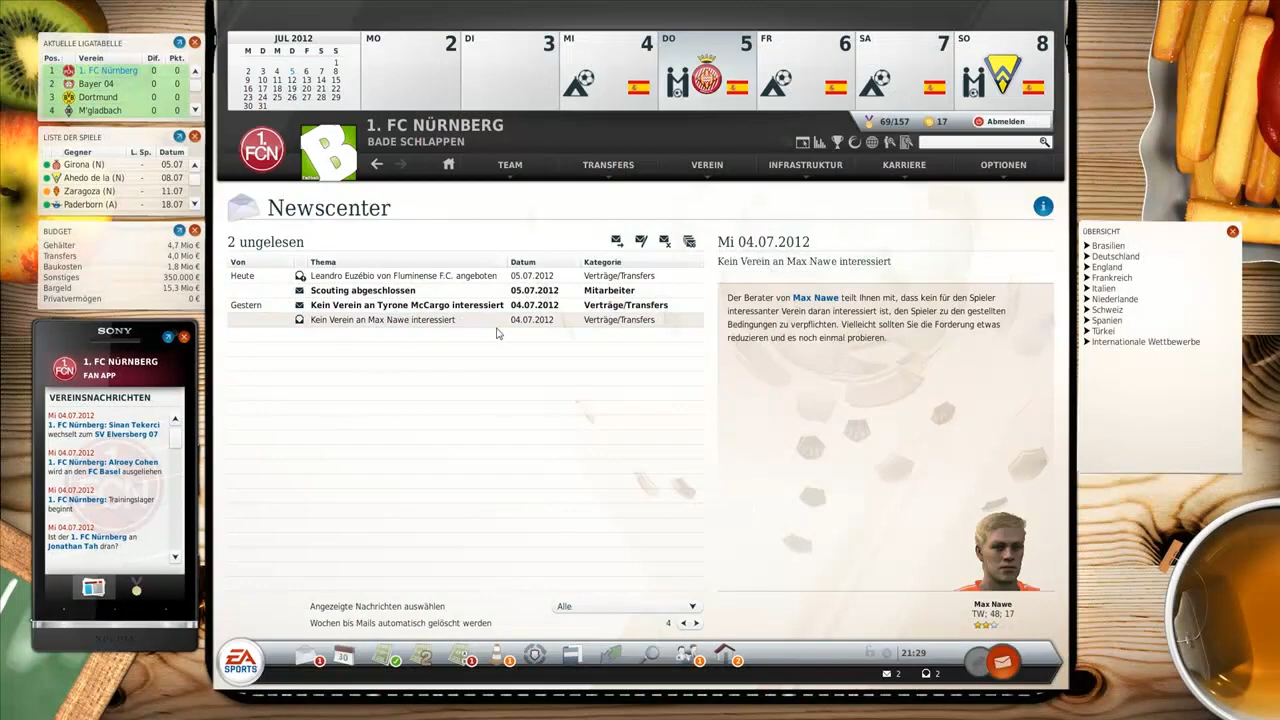 AKTUELLE LIGATABELLE
Pos. Verein Dif. Pkt.
1 1. FC Nürnberg 0 0
2 Bayer 04 0 0
3 Dortmund 0 0
4 M'gladbach 0 0
LISTE DER SPIELE
Gegner L. Sp. Datum
Girona (N) - 05.07
Ahedo de la (N) - 08.07
Zaragoza (N) - 11.07
Paderborn (A) - 18.07
BUDGET
Gehälter 4,7 Mio €
Transfers 4,0 Mio €
Baukosten 1,8 Mio €
Sonstiges 350.000 €
Bargeld 15,3 Mio €
Privatvermögen 0 €
SONY
1. FC NÜRNBERG
FAN APP
VEREINSNACHRICHTEN
Mi 04.07.2012
1. FC Nürnberg: Sinan Tekerci
wechselt zum SV Elversberg 07
Mi 04.07.2012
1. FC Nürnberg: Alroey Cohen
wird an den FC Basel ausgeliehen
Mi 04.07.2012
1. FC Nürnberg: Trainingslager
beginnt
Mi 04.07.2012
Ist der 1. FC Nürnberg an
Jonathan Tah dran?
XPERIA
JUL 2012
M D M D F S S
1
2 3 4 5 6 7 8
9 10 11 12 13 14 15
16 17 18 19 20 21 22
23 24 25 26 27 28 29
30 31
MO 2
DI 3
MI 4
DO 5
FR 6
SA 7
SO 8
1. FCN
B
1. FC NÜRNBERG
BADE SCHLAPPEN
69/157 17 Abmelden
TEAM TRANSFERS VEREIN INFRASTRUKTUR KARRIERE OPTIONEN
Newscenter
2 ungelesen
Von Thema Datum Kategorie
Heute Leandro Euzébio von Fluminense F.C. angeboten 05.07.2012 Verträge/Transfers
Scouting abgeschlossen 05.07.2012 Mitarbeiter
Gestern Kein Verein an Tyrone McCargo interessiert 04.07.2012 Verträge/Transfers
Kein Verein an Max Nawe interessiert 04.07.2012 Verträge/Transfers
Angezeigte Nachrichten auswählen Alle
Wochen bis Mails automatisch gelöscht werden 4
Mi 04.07.2012
Kein Verein an Max Nawe interessiert
Der Berater von Max Nawe teilt Ihnen mit, dass kein für den Spieler
interessanter Verein daran interessiert ist, den Spieler zu den gestellten
Bedingungen zu verpflichten. Vielleicht sollten Sie die Forderung etwas
reduzieren und es noch einmal probieren.
Max Nawe
TW; 48; 17
EA
SPORTS
1 30 2 1 1 1 2
21:29
2 2
ÜBERSICHT
Brasilien
Deutschland
England
Frankreich
Italien
Niederlande
Schweiz
Spanien
Türkei
Internationale Wettbewerbe